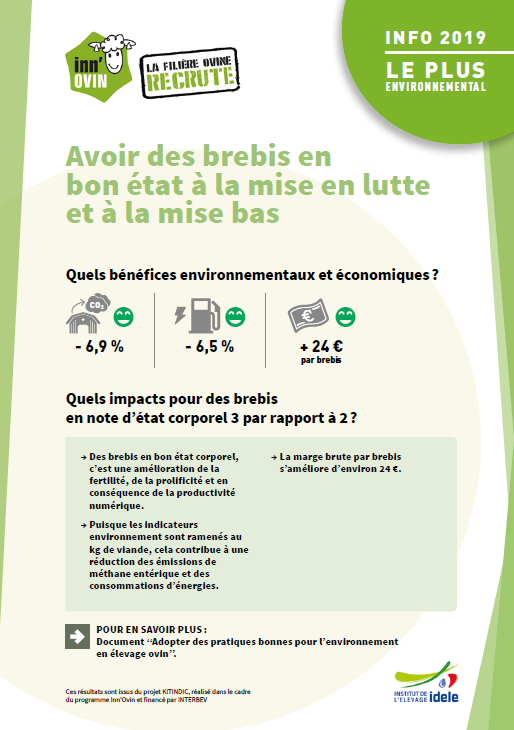 inn'
OVIN
LA FILIÈRE OVINE
RECRUTE
INFO 2019
LE PLUS
ENVIRONNEMENTAL
Avoir des brebis en
bon état à la mise en lutte
et à la mise bas
Quels bénéfices environnementaux et économiques ?
CO₂
€
- 6,9 %
- 6,5 %
+ 24 €
par brebis
Quels impacts pour des brebis
en note d'état corporel 3 par rapport à 2 ?
→ Des brebis en bon état corporel,
c'est une amélioration de la
fertilité, de la prolificité et en
conséquence de la productivité
numérique.
→ Puisque les indicateurs
environnement sont ramenés au
kg de viande, cela contribue à une
réduction des émissions de
méthane entérique et des
consommations d'énergies.
→ La marge brute par brebis
s'améliore d'environ 24 €.
POUR EN SAVOIR PLUS :
Document "Adopter des pratiques bonnes pour l'environnement
en élevage ovin".
Ces résultats sont issus du projet KITINDIC, réalisé dans le cadre
du programme Inn'Ovin et financé par INTERBEV
INSTITUT DE
L'ELEVAGE idele